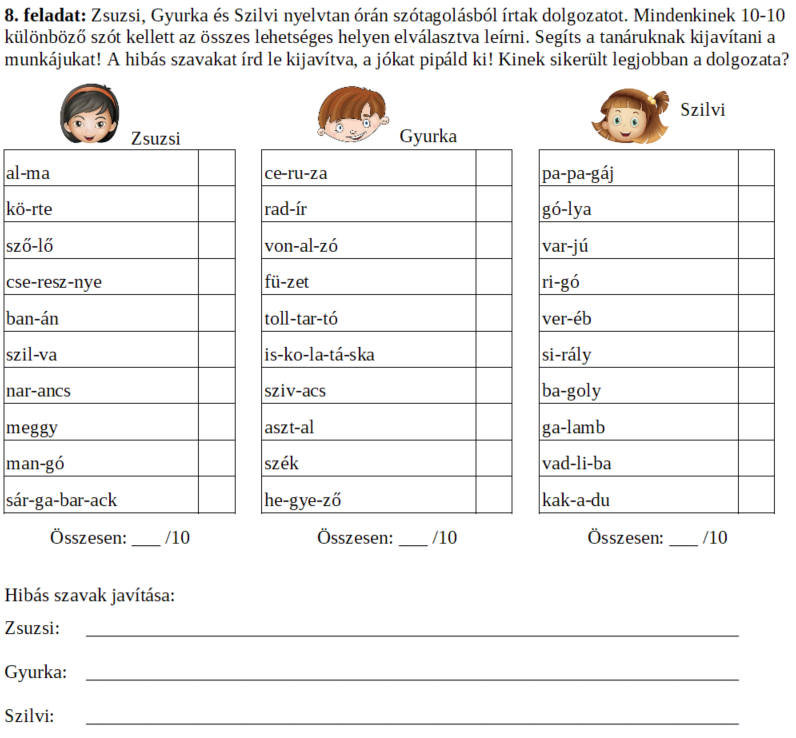 8. feladat: Zsuzsi, Gyurka és Szilvi nyelvtan órán szótagolásból írtak dolgozatot. Mindenkinek 10-10
különböző szót kellett az összes lehetséges helyen elválasztva leírni. Segíts a tanáruknak kijavítani a
munkájukat! A hibás szavakat írd le kijavítva, a jókat pipáld ki! Kinek sikerült legjobban a dolgozata?
Zsuzsi
al-ma
kö-rte
sző-lő
cse-resz-nye
ban-án
szil-va
nar-ancs
meggy
man-gó
sár-ga-bar-ack
Összesen: ___ /10
Gyurka
ce-ru-za
rad-ír
von-al-zó
fü-zet
toll-tar-tó
is-ko-la-tá-ska
sziv-acs
aszt-al
szék
he-gye-ző
Összesen: ___ /10
Szilvi
pa-pa-gáj
gó-lya
var-jú
ri-gó
ver-éb
si-rály
ba-goly
ga-lamb
vad-li-ba
kak-a-du
Összesen: ___ /10
Hibás szavak javítása:
Zsuzsi:
Gyurka:
Szilvi: